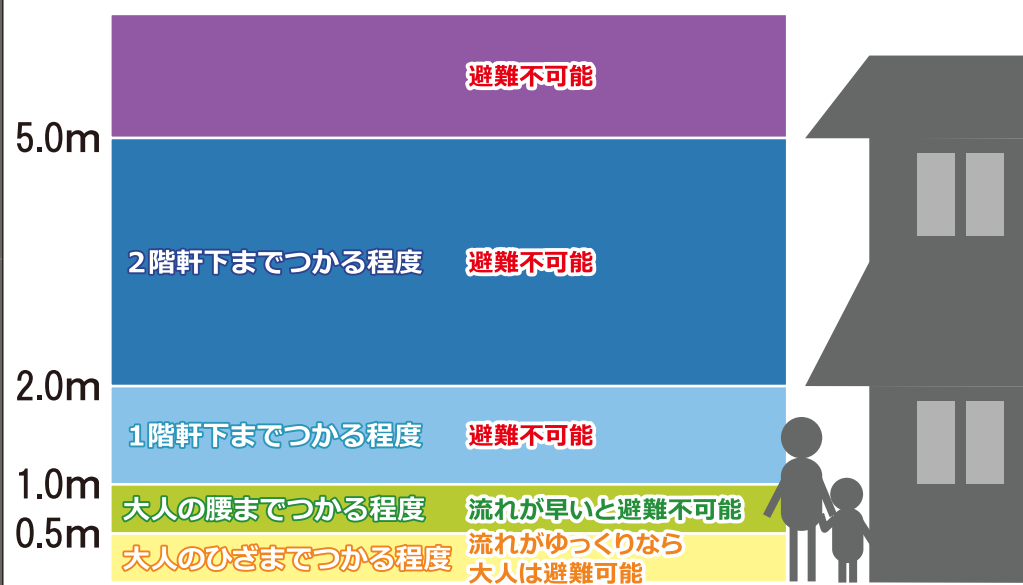 避難不可能
5.0m
2階軒下までつかる程度 避難不可能
2.0m
1階軒下までつかる程度 避難不可能
1.0m
大人の腰までつかる程度 流れが早いと避難不可能
0.5m
大人のひざまでつかる程度 流れがゆっくりなら
大人は避難可能